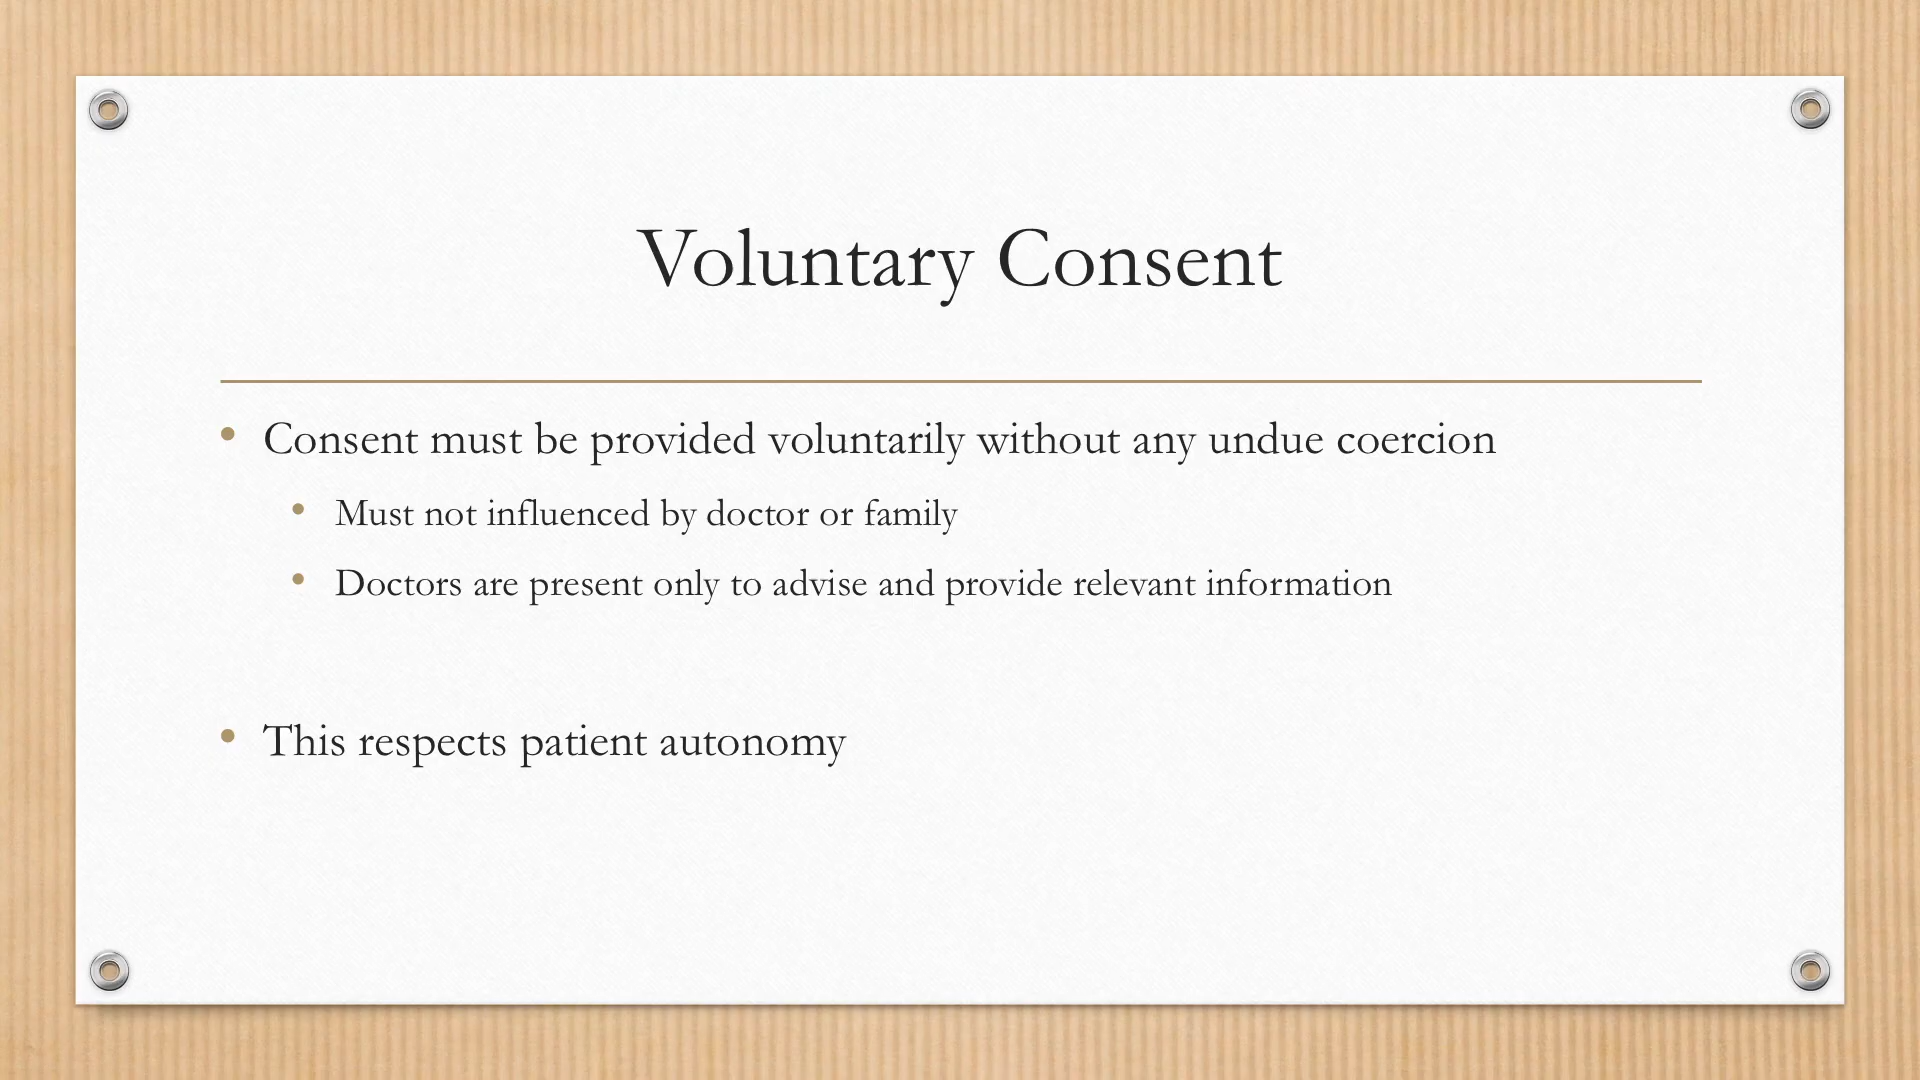 Voluntary Consent
• Consent must be provided voluntarily without any undue coercion
• Must not influenced by doctor or family
• Doctors are present only to advise and provide relevant information
• This respects patient autonomy